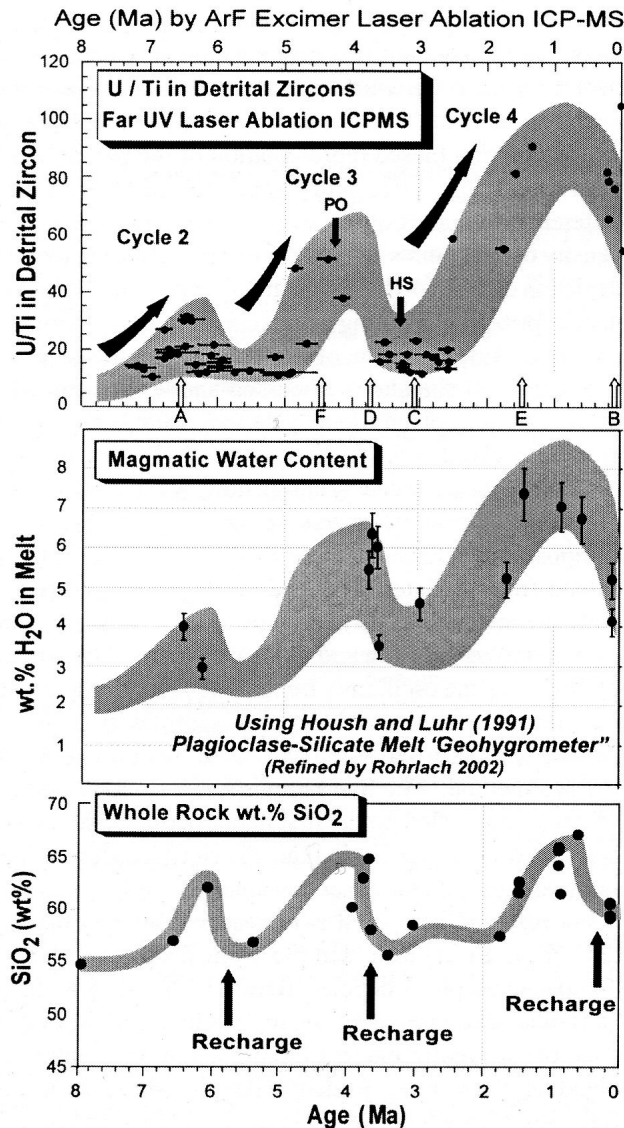 Age (Ma) by ArF Excimer Laser Ablation ICP-MS
8 7 6 5 4 3 2 1 0
120
100
80
60
40
20
0
U/Ti in Detrital Zircon
U / Ti in Detrital Zircons
Far UV Laser Ablation ICPMS
Cycle 2
Cycle 3
Cycle 4
PO
HS
A F D C E B
8
7
6
5
4
3
2
1
wt.% H₂O in Melt
Magmatic Water Content
Using Housh and Luhr (1991)
Plagioclase-Silicate Melt 'Geohygrometer"
(Refined by Rohrlach 2002)
70
65
60
55
50
45
SiO₂ (wt%)
Whole Rock wt.% SiO₂
Recharge
Recharge
Recharge
8 7 6 5 4 3 2 1 0
Age (Ma)